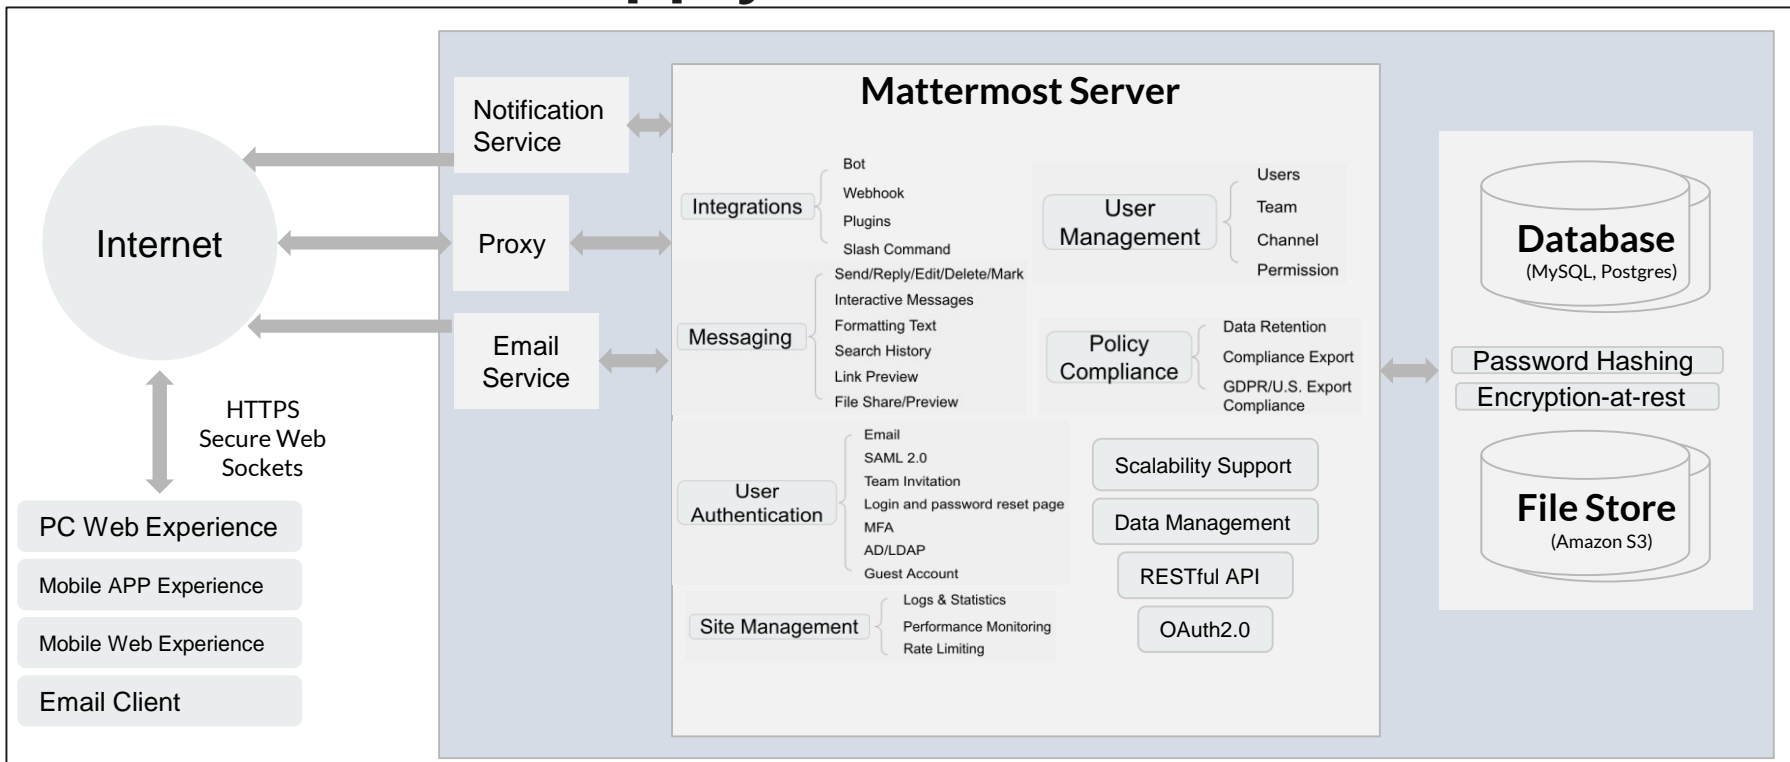 Mattermost Server
Notification
Service
Internet
Proxy
Email
Service
HTTPS
Secure Web
Sockets
PC Web Experience
Mobile APP Experience
Mobile Web Experience
Email Client
Integrations
Bot
Webhook
Plugins
Slash Command
Messaging
Send/Reply/Edit/Delete/Mark
Interactive Messages
Formatting Text
Search History
Link Preview
File Share/Preview
User
Authentication
Email
SAML 2.0
Team Invitation
Login and password reset page
MFA
AD/LDAP
Guest Account
Site Management
Logs & Statistics
Performance Monitoring
Rate Limiting
User
Management
Users
Team
Channel
Permission
Policy
Compliance
Data Retention
Compliance Export
GDPR/U.S. Export
Compliance
Scalability Support
Data Management
RESTful API
OAuth2.0
Database
(MySQL, Postgres)
Password Hashing
Encryption-at-rest
File Store
(Amazon S3)